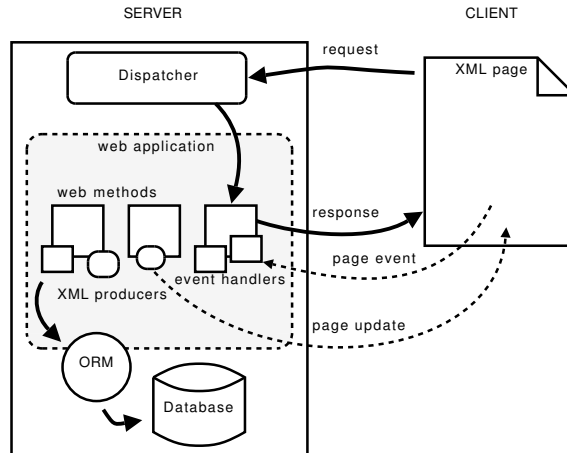 SERVER
CLIENT
request
Dispatcher
XML page
web application
web methods
response
page event
event handlers
XML producers
page update
ORM
Database